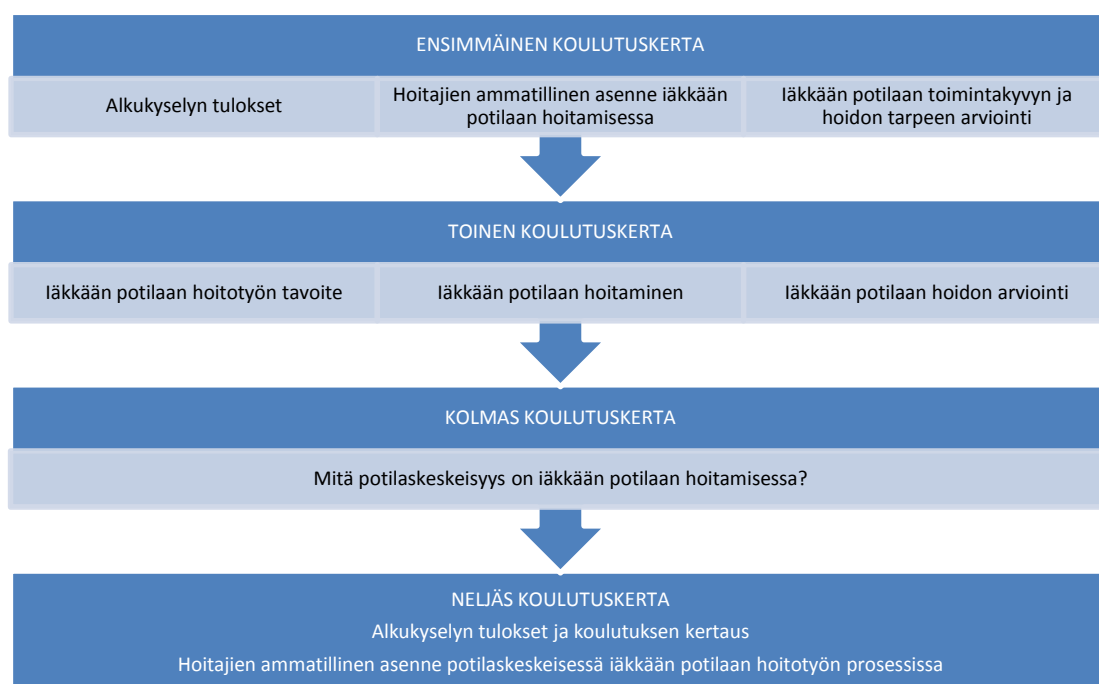 ENSIMMÄINEN KOULUTUSKERTA
Alkukyselyn tulokset
Hoitajien ammatillinen asenne iäkkään
potilaan hoitamisessa
Iäkkään potilaan toimintakyvyn ja
hoidon tarpeen arviointi
TOINEN KOULUTUSKERTA
Iäkkään potilaan hoitotyön tavoite
Iäkkään potilaan hoitaminen
Iäkkään potilaan hoidon arviointi
KOLMAS KOULUTUSKERTA
Mitä potilaskeskeisyys on iäkkään potilaan hoitamisessa?
NELJÄS KOULUTUSKERTA
Alkukyselyn tulokset ja koulutuksen kertaus
Hoitajien ammatillinen asenne potilaskeskeisessä iäkkään potilaan hoitotyön prosessissa